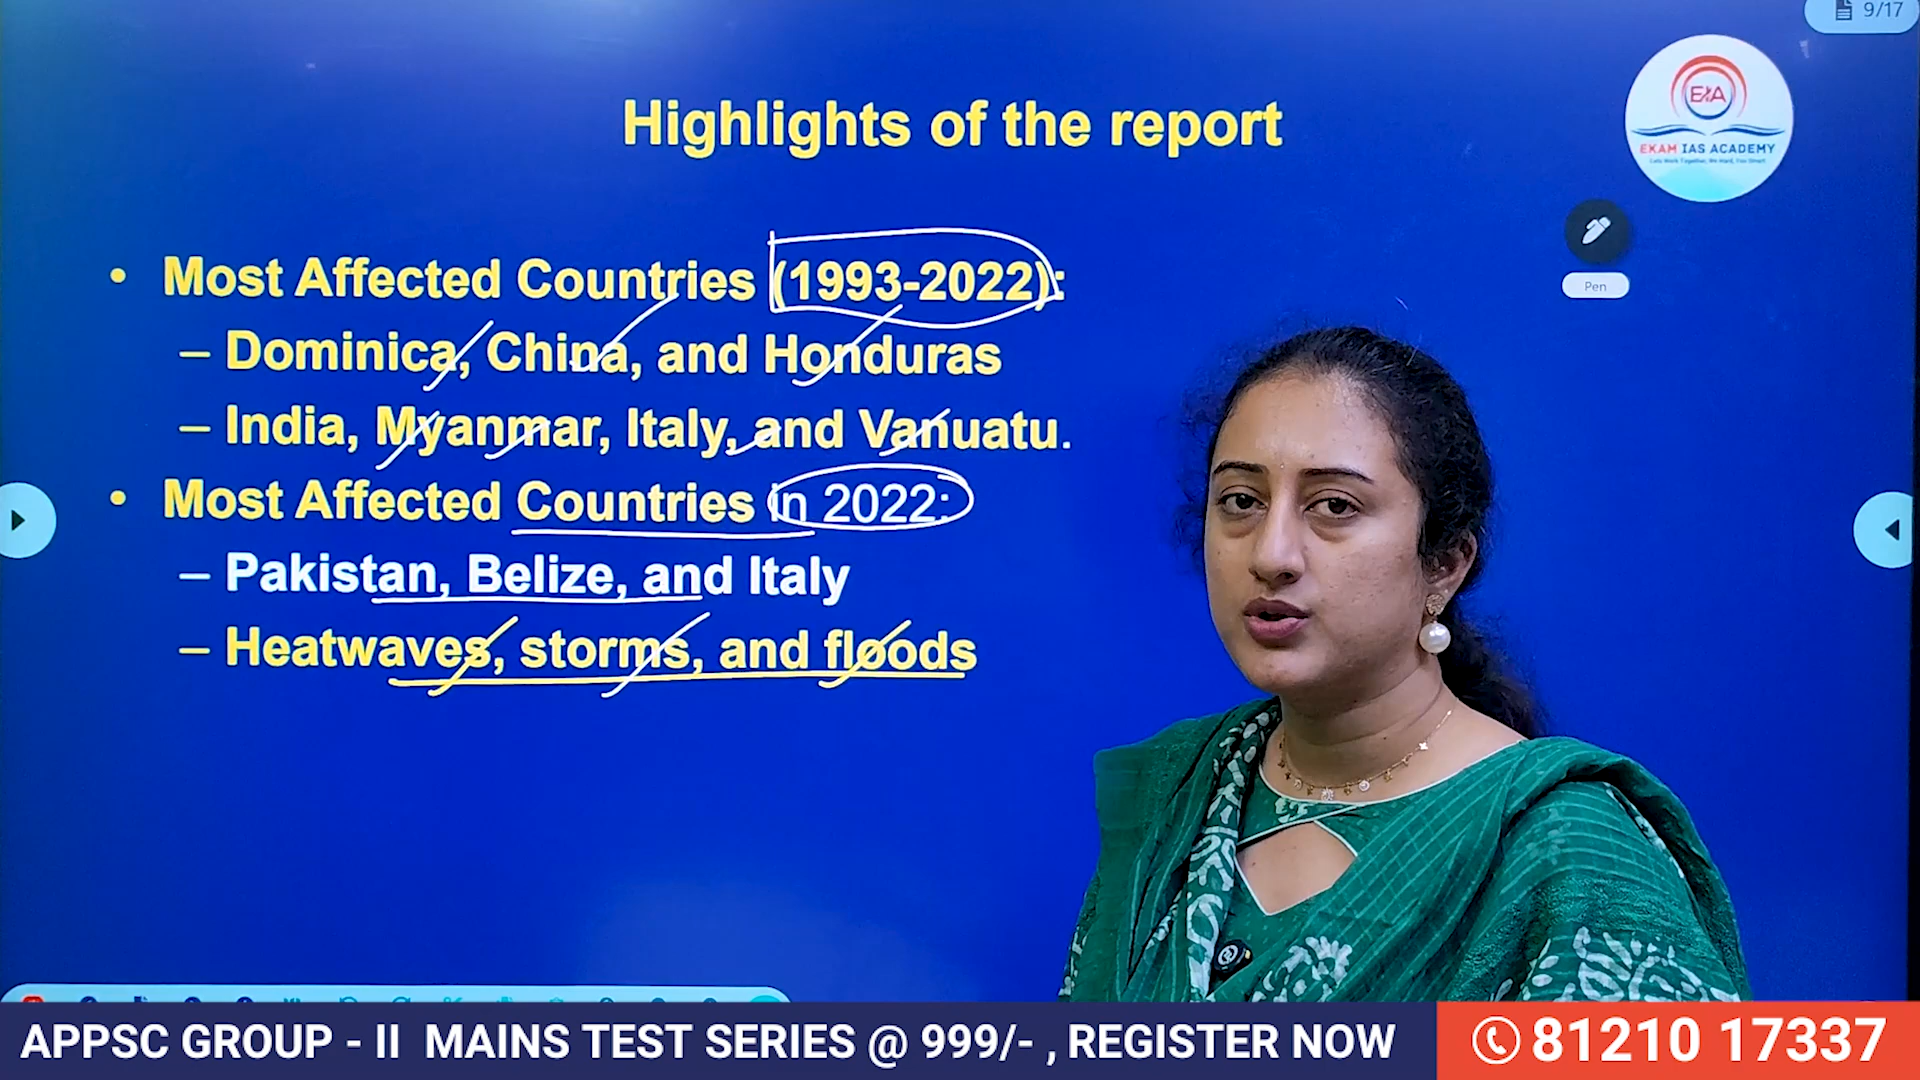 9/17
Highlights of the report
EIA
EKAM IAS ACADEMY
• Most Affected Countries (1993-2022):
– Dominica, China, and Honduras
– India, Myanmar, Italy, and Vanuatu.
• Most Affected Countries in 2022:
– Pakistan, Belize, and Italy
– Heatwaves, storms, and floods
Pen
APPSC GROUP - II MAINS TEST SERIES @ 999/- , REGISTER NOW
81210 17337